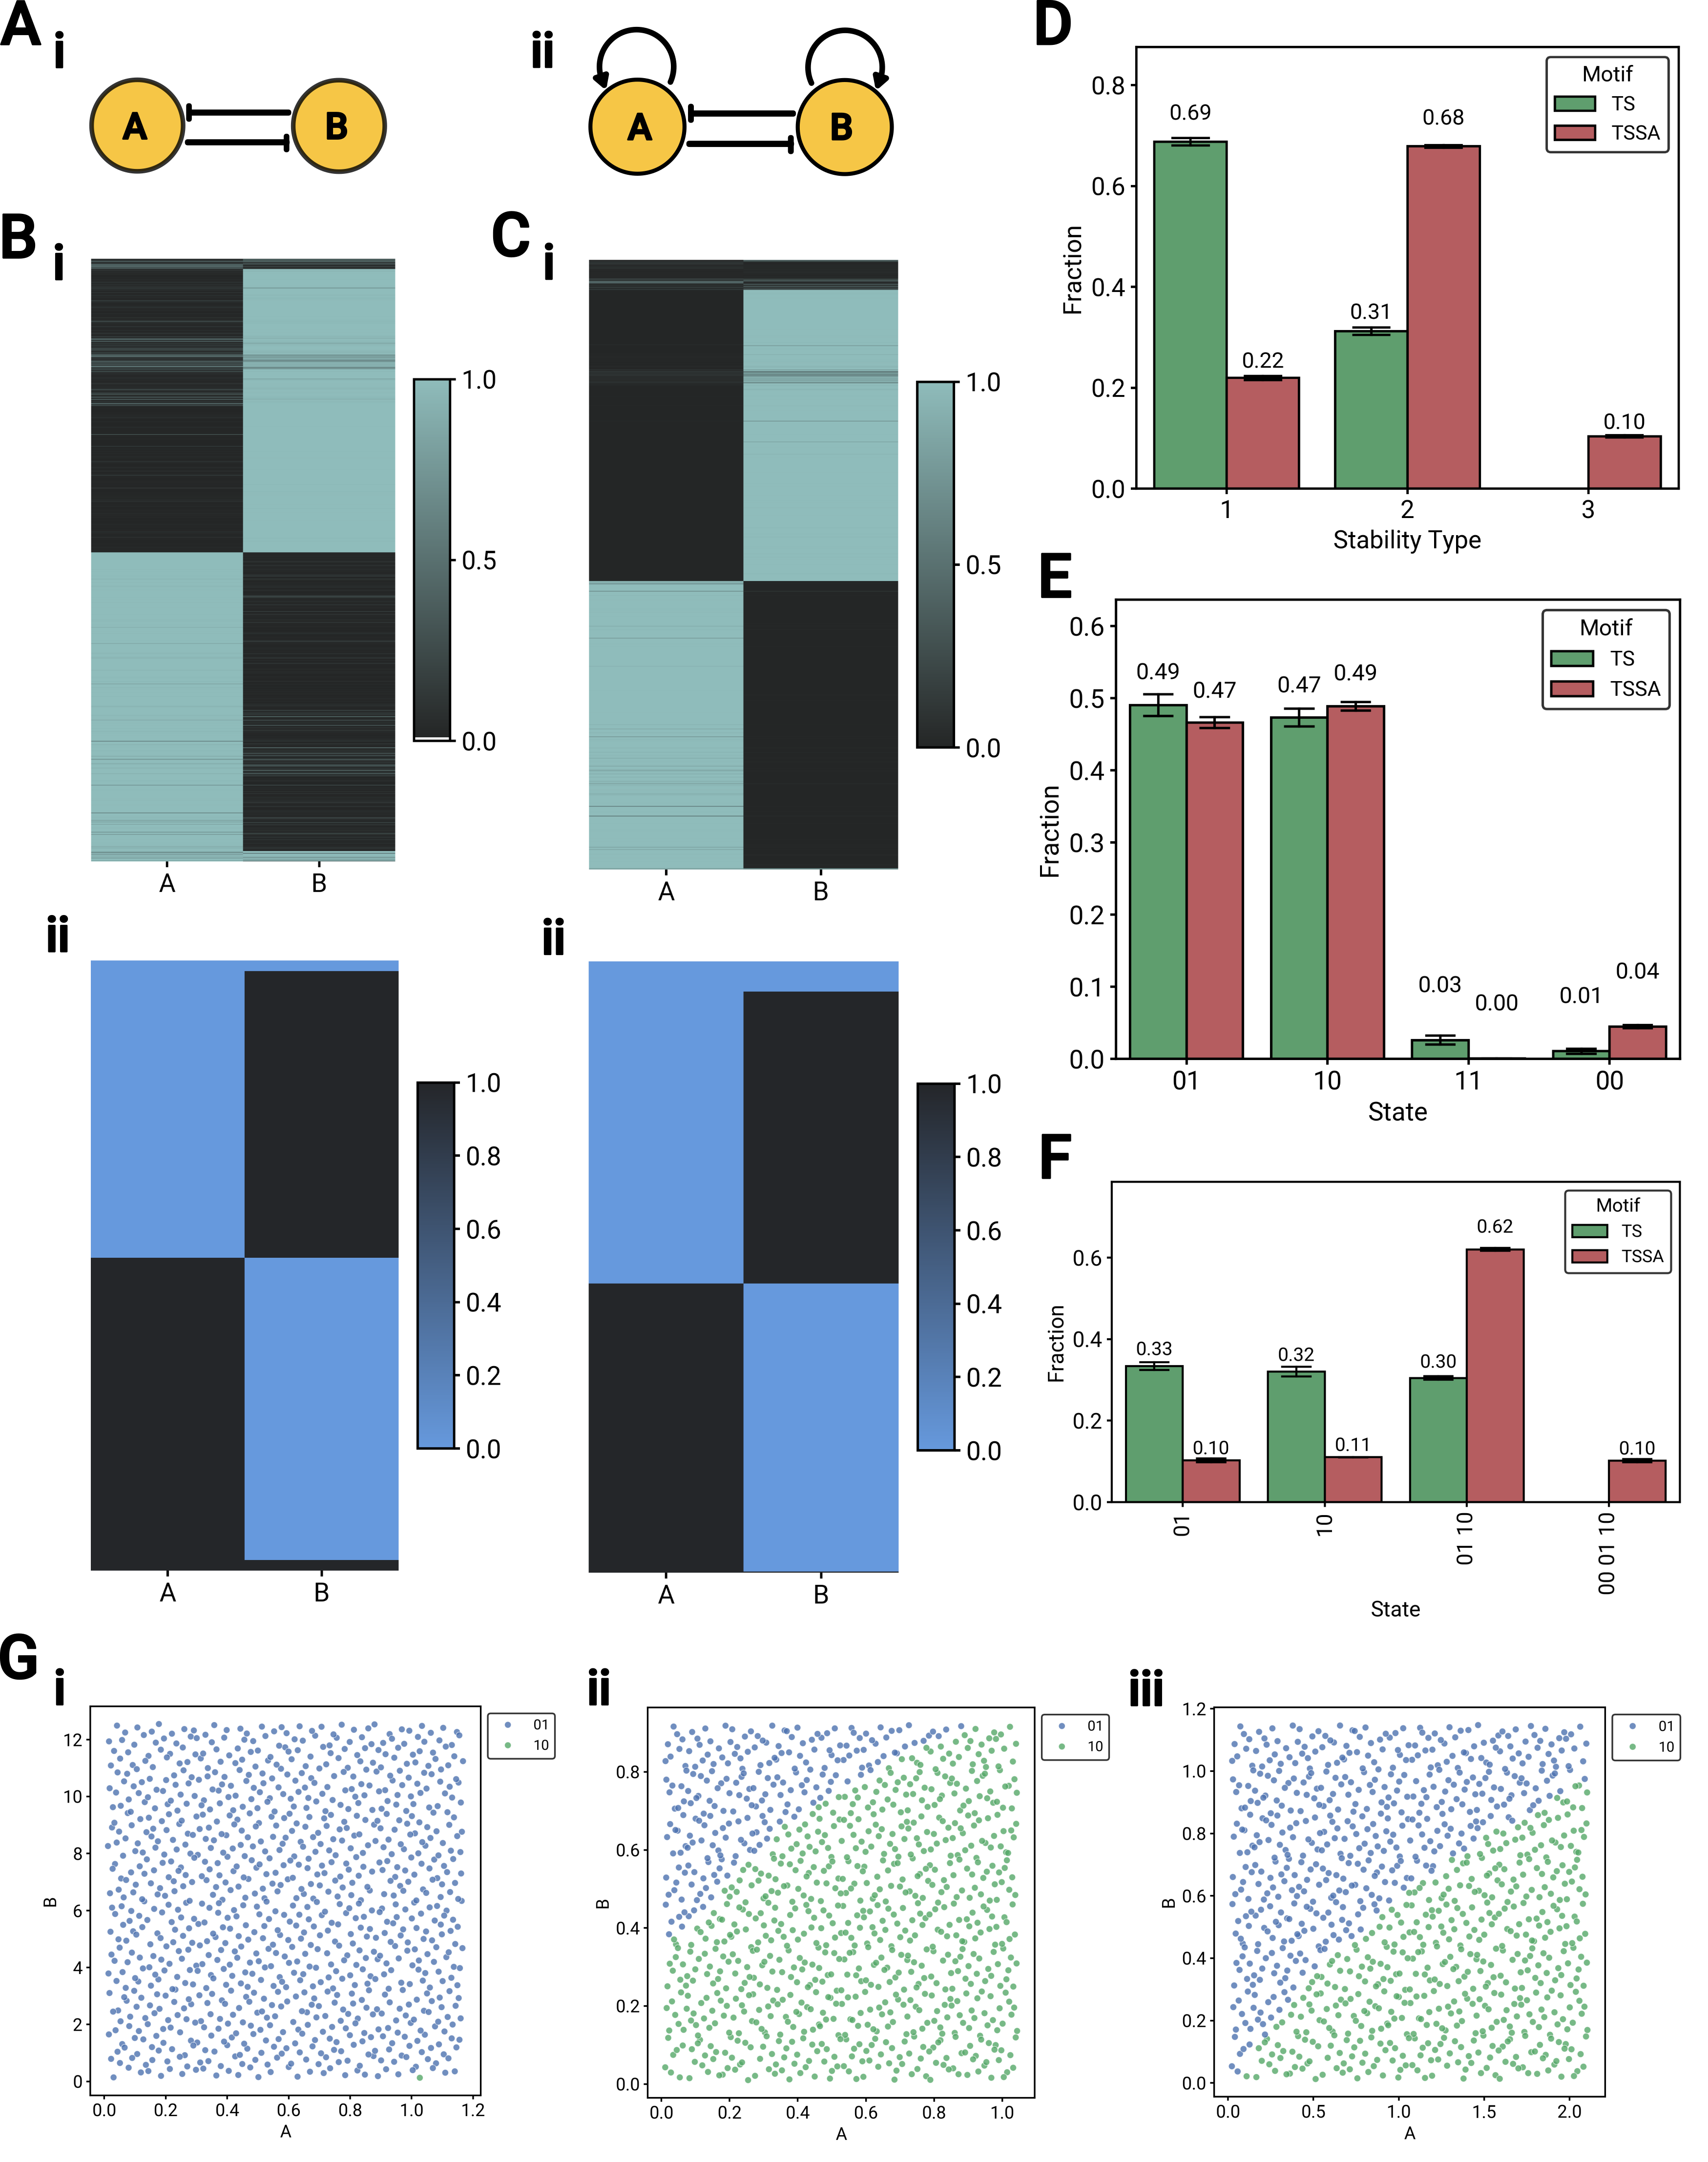 A
i
A
B
ii
A
B
B
i
1.0
0.5
0.0
A
B
C
i
1.0
0.5
0.0
A
B
ii
1.0
0.8
0.6
0.4
0.2
0.0
A
B
ii
1.0
0.8
0.6
0.4
0.2
0.0
A
B
D
Motif
TS
TSSA
0.69
0.22
0.31
0.68
0.10
0.8
0.6
0.4
0.2
0.0
Fraction
1
2
3
Stability Type
E
Motif
TS
TSSA
0.49
0.47
0.47
0.49
0.03
0.00
0.01
0.04
0.6
0.5
0.4
0.3
0.2
0.1
0.0
Fraction
01
10
11
00
State
F
Motif
TS
TSSA
0.33
0.10
0.32
0.11
0.30
0.62
0.10
0.6
0.4
0.2
0.0
Fraction
01
10
01 10
00 01 10
State
G
i
01
10
12
10
8
6
4
2
0
B
0.0 0.2 0.4 0.6 0.8 1.0 1.2
A
ii
01
10
0.8
0.6
0.4
0.2
0.0
B
0.0 0.2 0.4 0.6 0.8 1.0
A
iii
01
10
1.2
1.0
0.8
0.6
0.4
0.2
0.0
B
0.0 0.5 1.0 1.5 2.0
A